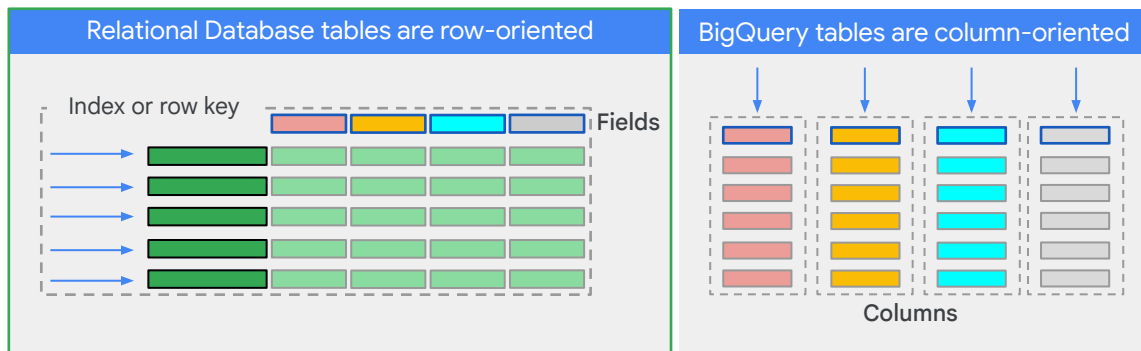 Relational Database tables are row-oriented
Index or row key
Fields
BigQuery tables are column-oriented
Columns